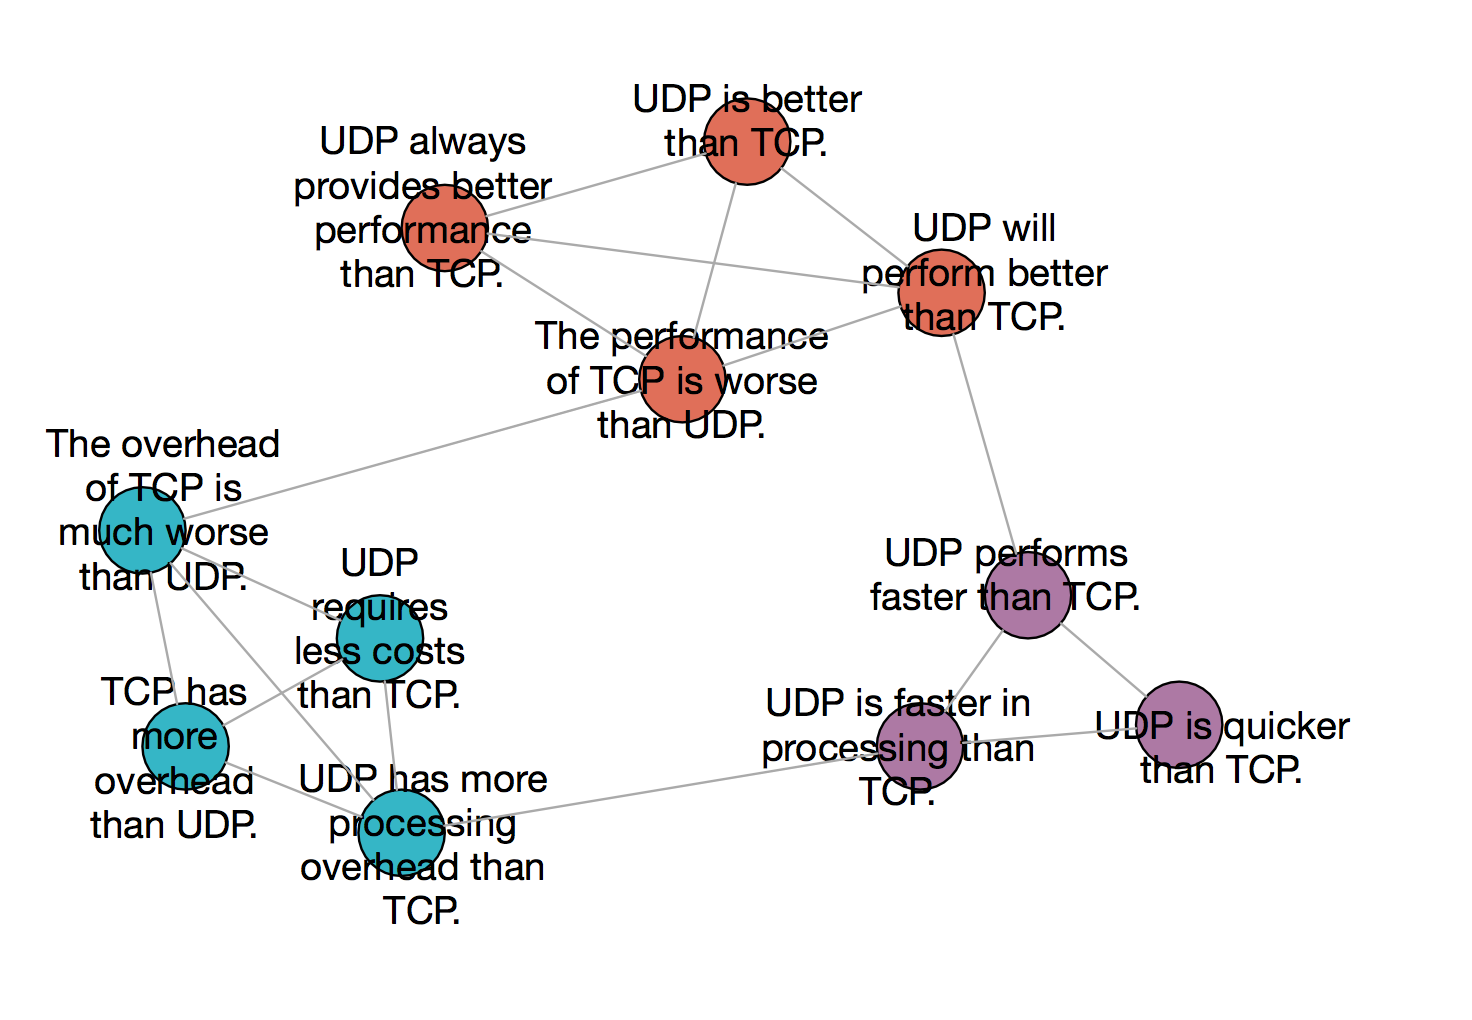 UDP is better
than TCP.
UDP always
provides better
performance
than TCP.
UDP will
perform better
than TCP.
The performance
of TCP is worse
than UDP.
The overhead
of TCP is
much worse
than UDP.
UDP
requires
less costs
than TCP.
UDP performs
faster than TCP.
TCP has
more
overhead
than UDP.
UDP is faster in
processing than
TCP.
UDP is quicker
than TCP.
UDP has more
processing
overhead than
TCP.